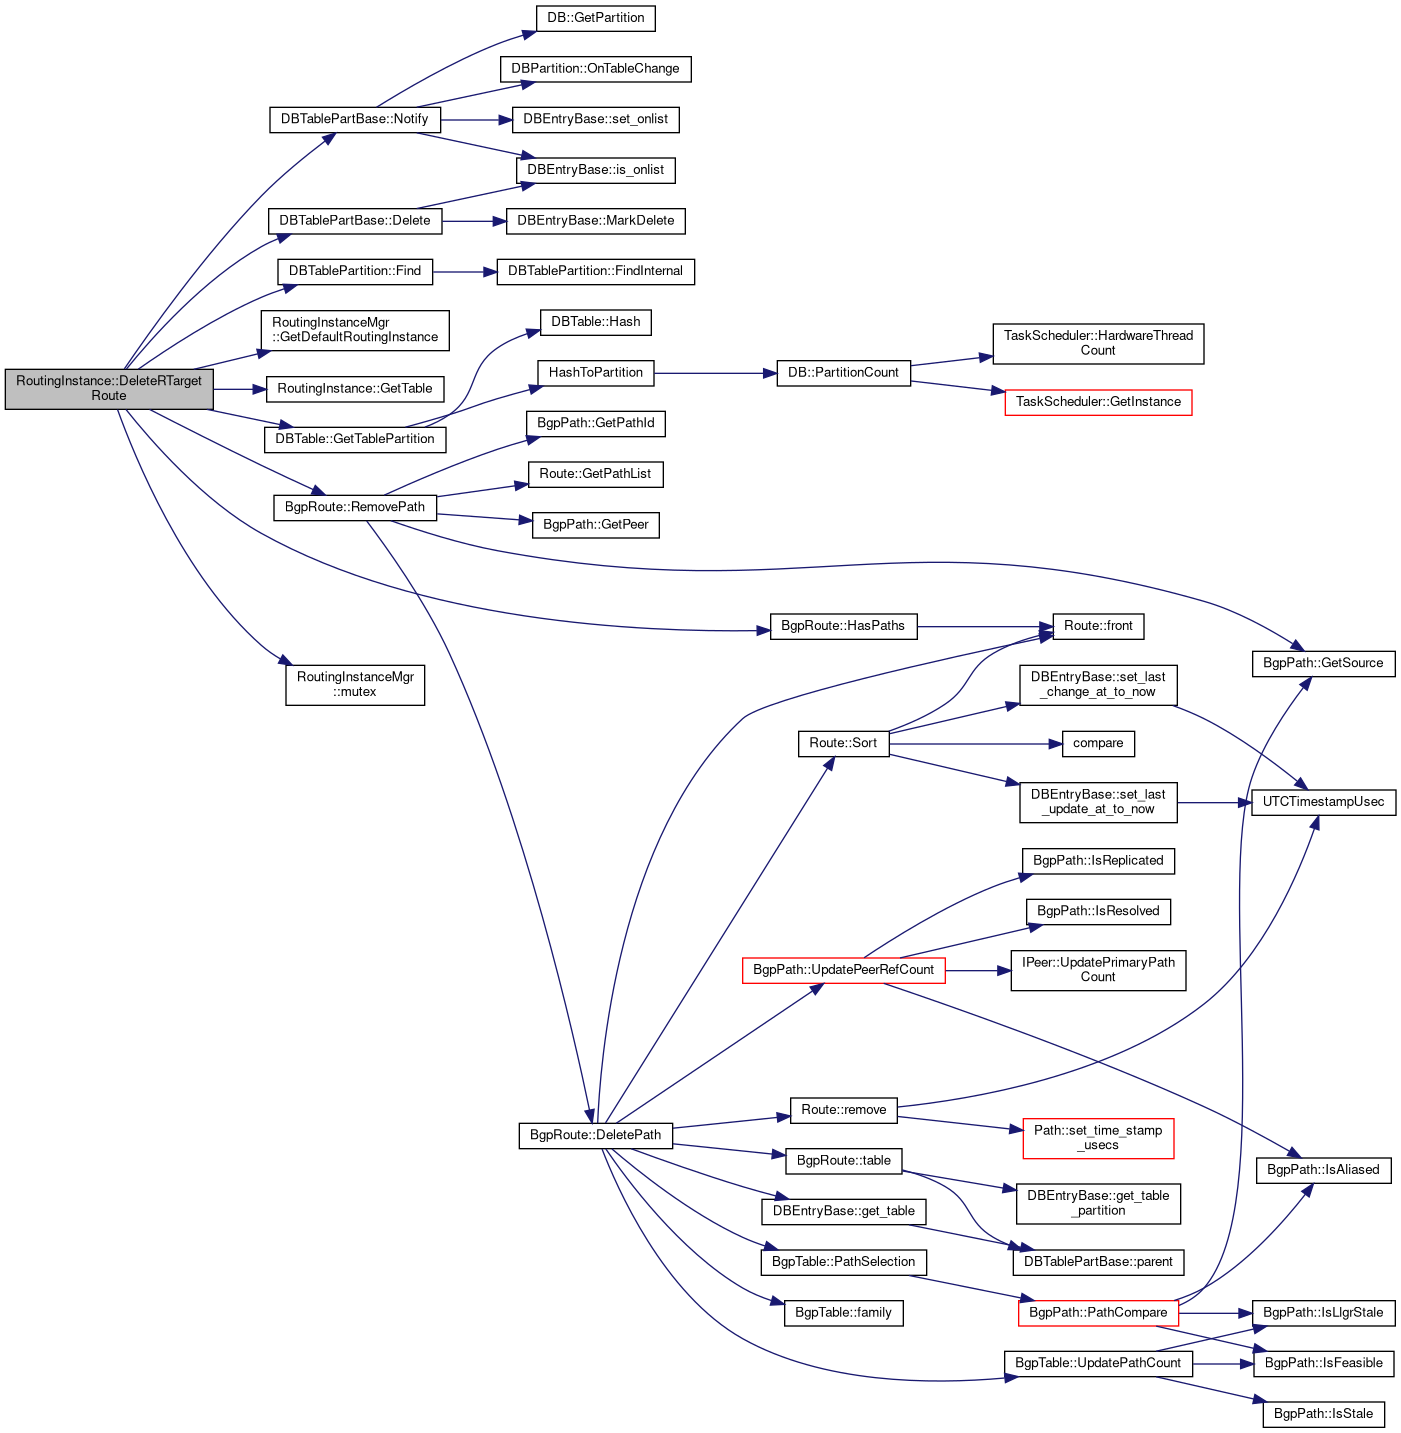 DB::GetPartition
DBPartition::OnTableChange
DBTablePartBase::Notify
DBEntryBase::set_onlist
DBEntryBase::is_onlist
DBTablePartBase::Delete
DBEntryBase::MarkDelete
DBTablePartition::Find
DBTablePartition::FindInternal
RoutingInstanceMgr
::GetDefaultRoutingInstance
DBTable::Hash
TaskScheduler::HardwareThread
Count
RoutingInstance::DeleteRTarget
Route
RoutingInstance::GetTable
HashToPartition
DB::PartitionCount
TaskScheduler::GetInstance
DBTable::GetTablePartition
BgpPath::GetPathId
Route::GetPathList
BgpRoute::RemovePath
BgpPath::GetPeer
BgpRoute::HasPaths
Route::front
BgpPath::GetSource
RoutingInstanceMgr
::mutex
DBEntryBase::set_last
_change_at_to_now
Route::Sort
compare
DBEntryBase::set_last
_update_at_to_now
UTCTimestampUsec
BgpPath::IsReplicated
BgpPath::IsResolved
BgpPath::UpdatePeerRefCount
IPeer::UpdatePrimaryPath
Count
Route::remove
BgpRoute::DeletePath
Path::set_time_stamp
_usecs
BgpRoute::table
BgpPath::IsAliased
DBEntryBase::get_table
_partition
DBEntryBase::get_table
BgpTable::PathSelection
DBTablePartBase::parent
BgpTable::family
BgpPath::PathCompare
BgpPath::IsLlgrStale
BgpTable::UpdatePathCount
BgpPath::IsFeasible
BgpPath::IsStale